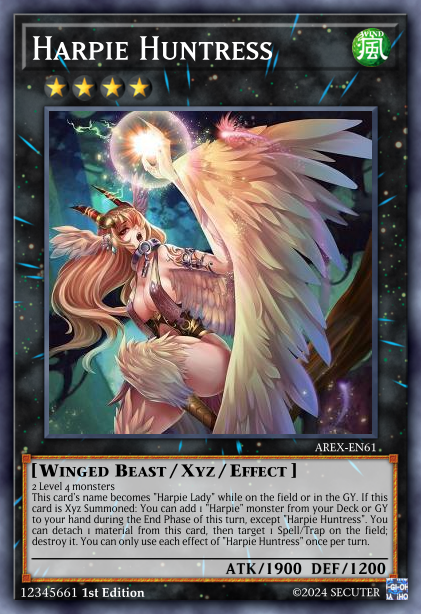 Harpie Huntress
WIND
風
AREX-EN61
[Winged Beast/Xyz/Effect]
2 Level 4 monsters
This card's name becomes "Harpie Lady" while on the field or in the GY. If this
card is Xyz Summoned: You can add 1 "Harpie" monster from your Deck or GY
to your hand during the End Phase of this turn, except "Harpie Huntress". You
can detach 1 material from this card, then target 1 Spell/Trap on the field;
destroy it. You can only use each effect of "Harpie Huntress" once per turn.
ATK/1900 DEF/1200
12345661 1st Edition
©2024 SECUTER